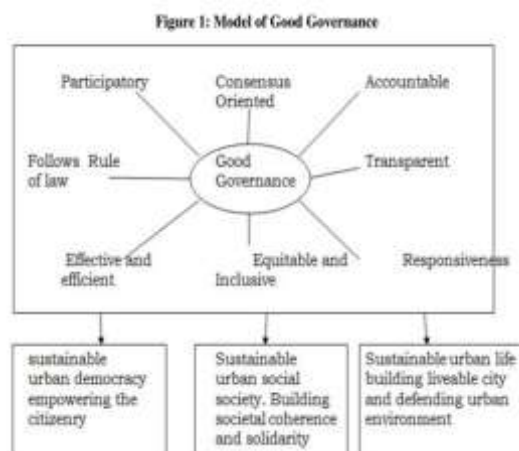 Figure 1: Model of Good Governance
Participatory
Consensus
Oriented
Accountable
Follows Rule
of law
Good
Governance
Transparent
Effective and
efficient
Equitable and
Inclusive
Responsiveness
sustainable
urban democracy
empowering the
citizenry
Sustainable
urban social
society. Building
societal coherence
and solidarity
Sustainable urban life
building liveable city
and defending urban
environment